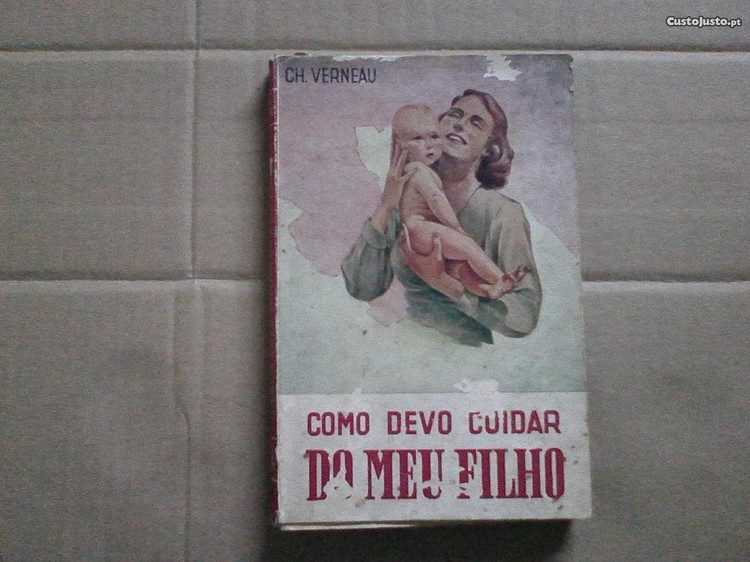 CustoJusto.pt
CH. VERNEAU
COMO DEVO CUIDAR
DO MEU FILHO